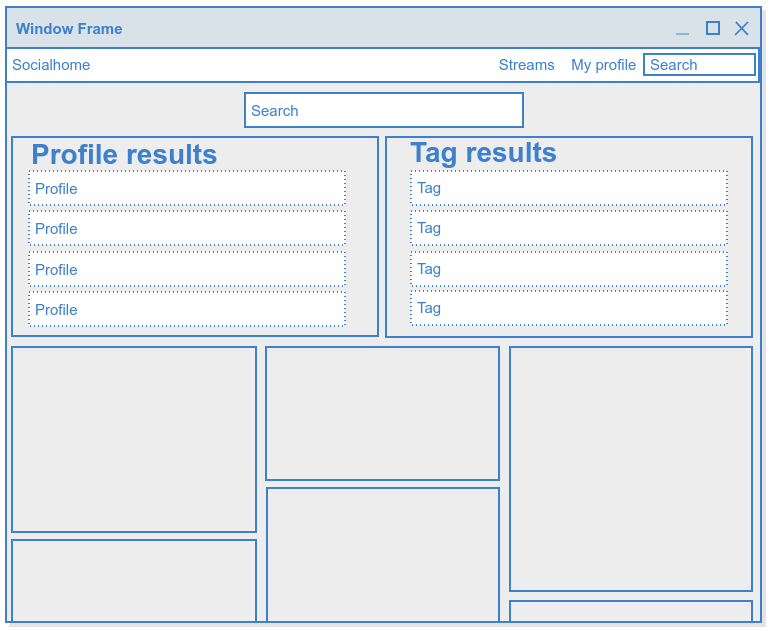 Window Frame
Socialhome
Streams
My profile
Search
Search
Profile results
Profile
Profile
Profile
Profile
Tag results
Tag
Tag
Tag
Tag